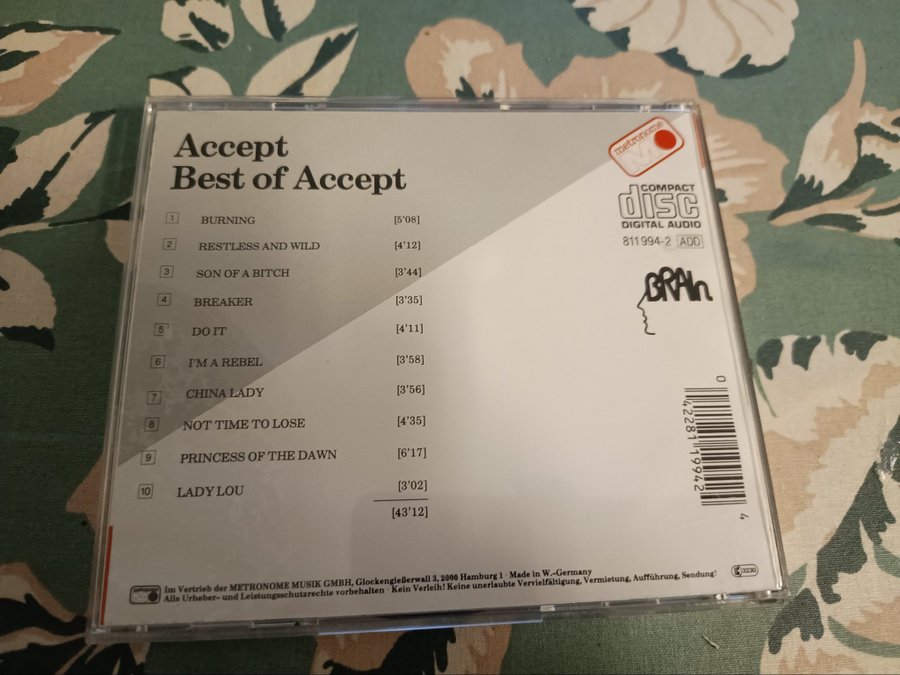 Accept
Best of Accept
1 BURNING [5'08]
2 RESTLESS AND WILD [4'12]
3 SON OF A BITCH [3'44]
4 BREAKER [3'35]
5 DO IT [4'11]
6 I'M A REBEL [3'58]
7 CHINA LADY [3'56]
8 NOT TIME TO LOSE [4'35]
9 PRINCESS OF THE DAWN [6'17]
10 LADY LOU [3'02]
[43'12]
metronome
COMPACT
disc
DIGITAL AUDIO
811 994-2 ADD
BRAIn
0 42281 19942 4
Im Vertrieb der METRONOME MUSIK GMBH, Glockengießerwall 3, 2000 Hamburg 1 · Made in W.-Germany
Alle Urheber- und Leistungsschutzrechte vorbehalten · Kein Verleih! Keine unerlaubte Vervielfältigung, Vermietung, Aufführung, Sendung!
3230